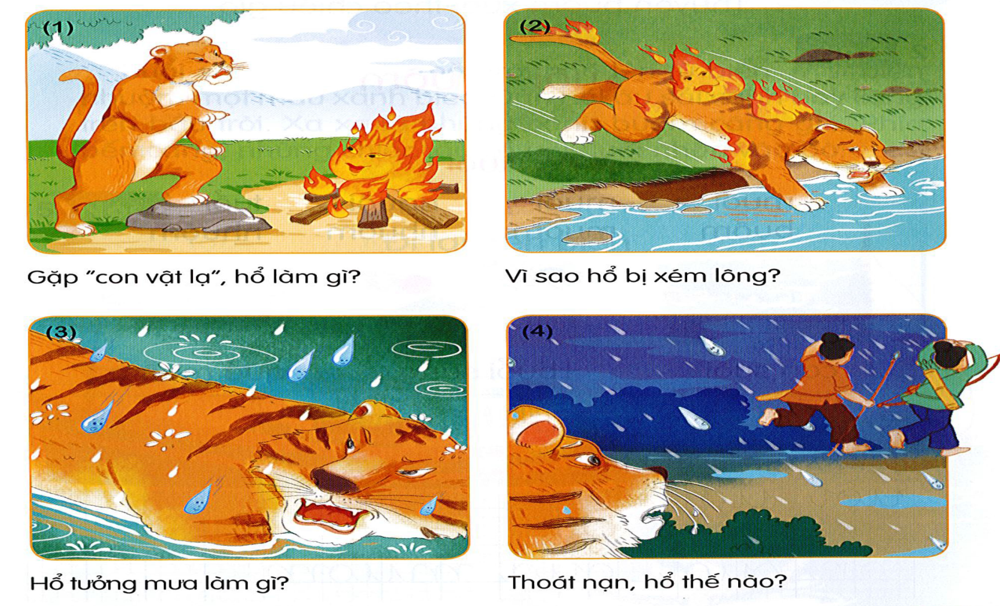 (1)
(2)
Gặp "con vật lạ", hổ làm gì?
Vì sao hổ bị xém lông?
(3)
(4)
Hổ tưởng mưa làm gì?
Thoát nạn, hổ thế nào?